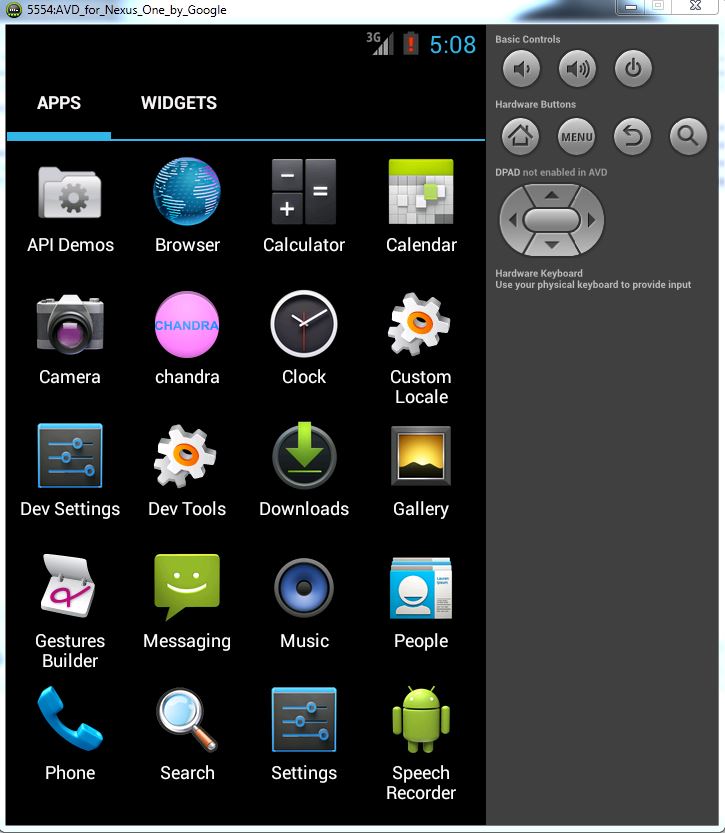 5554:AVD_for_Nexus_One_by_Google
3G 5:08
APPS WIDGETS
API Demos Browser Calculator Calendar
CHANDRA
Camera chandra Clock Custom
Locale
Dev Settings Dev Tools Downloads Gallery
Gestures Messaging Music People
Builder
Phone Search Settings Speech
Recorder
Basic Controls
Hardware Buttons
MENU
DPAD not enabled in AVD
Hardware Keyboard
Use your physical keyboard to provide input